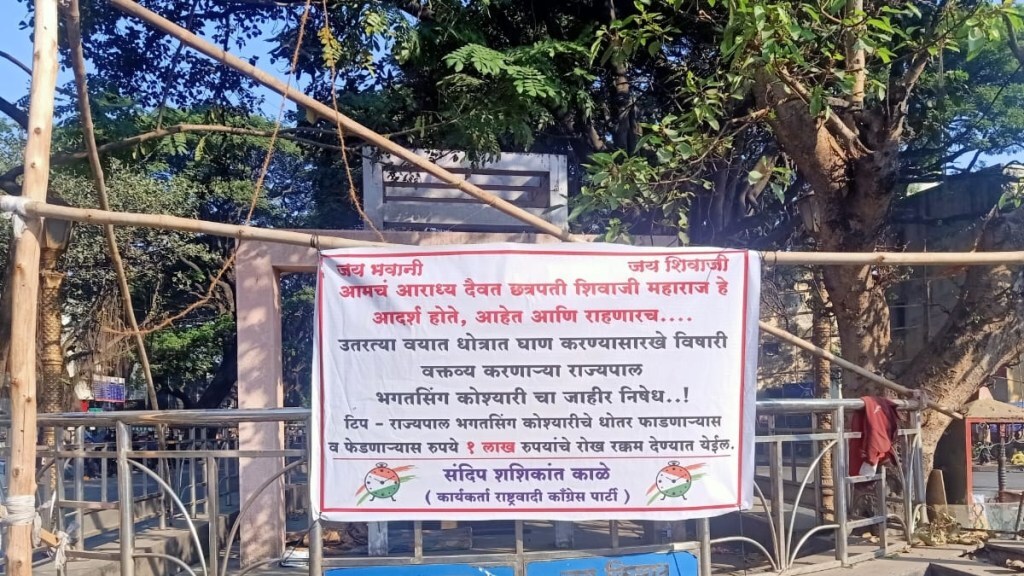 जय भवानी जय शिवाजी
आमचं आराध्य दैवत छत्रपती शिवाजी महाराज हे
आदर्श होते, आहेत आणि राहणारच....
उतरत्या वयात धोत्रात घाण करण्यासारखे विषारी
वक्तव्य करणाऱ्या राज्यपाल
भगतसिंग कोश्यारी चा जाहीर निषेध..!
टिप - राज्यपाल भगतसिंग कोश्यारीचे धोतर फाडणाऱ्यास
व फेडणाऱ्यास रुपये १ लाख रुपयांचे रोख रक्कम देण्यात येईल.
संदिप शशिकांत काळे
( कार्यकर्ता राष्ट्रवादी काँग्रेस पार्टी )